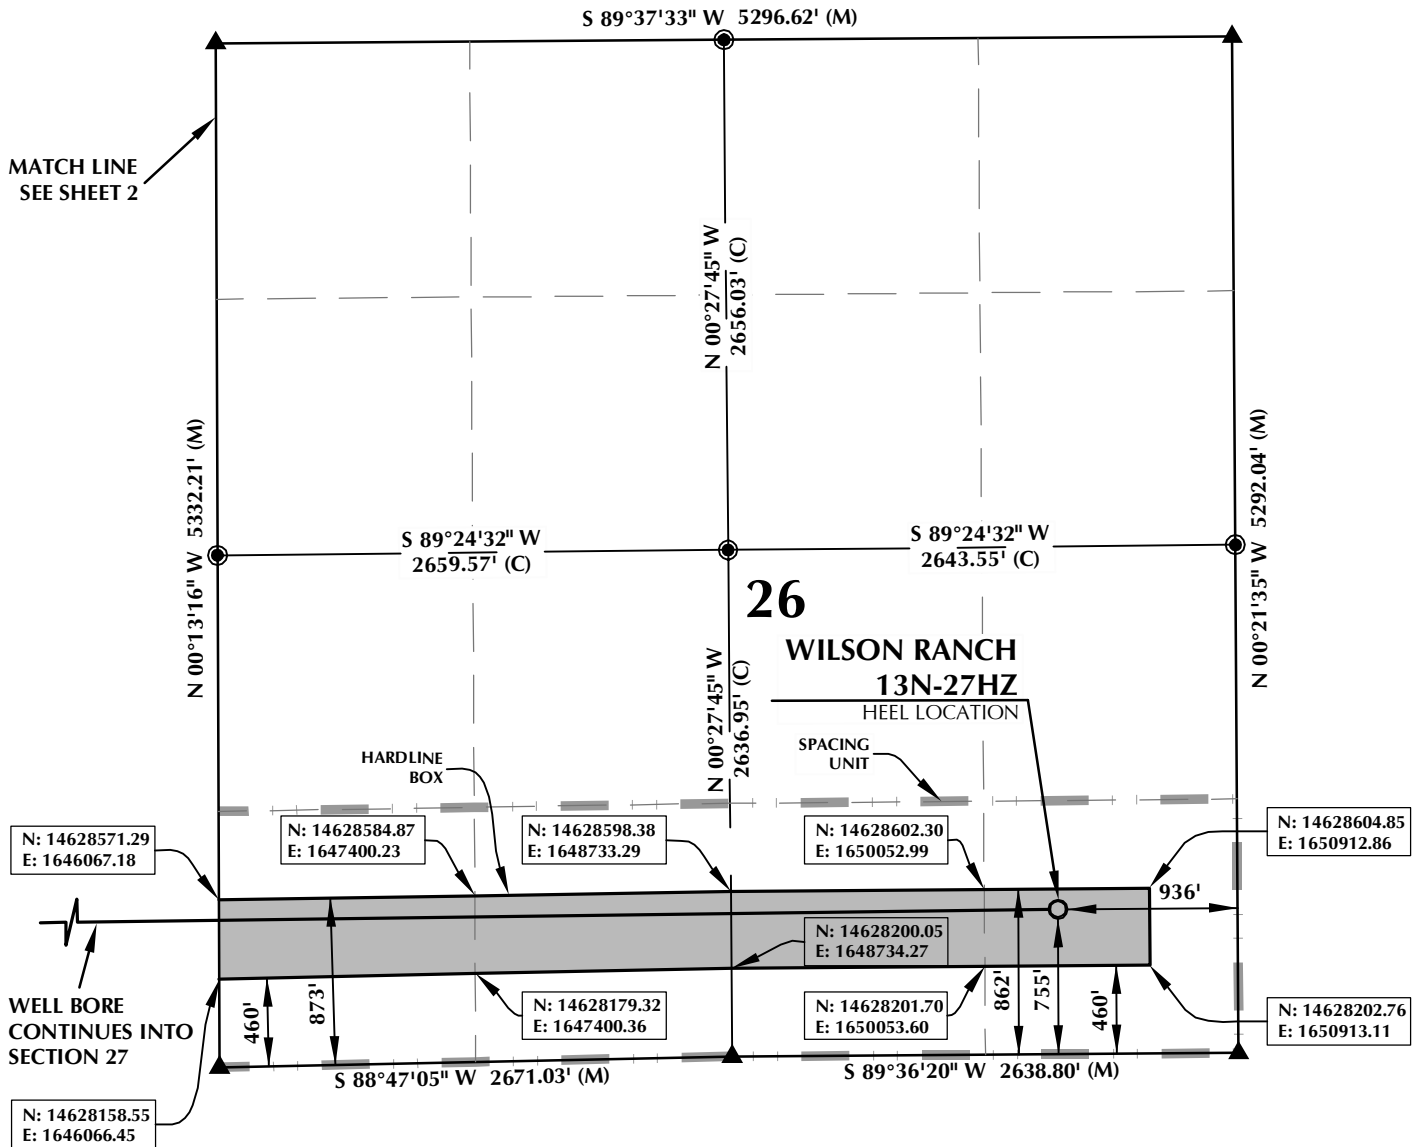 S 89°37'33" W 5296.62' (M)
MATCH LINE
SEE SHEET 2
N 00°27'45" W
2656.03' (C)
N 00°13'16" W 5332.21' (M)
N 00°21'35" W 5292.04' (M)
S 89°24'32" W
2659.57' (C)
S 89°24'32" W
2643.55' (C)
26
WILSON RANCH
13N-27HZ
HEEL LOCATION
N 00°27'45" W
2636.95' (C)
HARDLINE
BOX
SPACING
UNIT
N: 14628571.29
E: 1646067.18
N: 14628584.87
E: 1647400.23
N: 14628598.38
E: 1648733.29
N: 14628602.30
E: 1650052.99
N: 14628604.85
E: 1650912.86
936'
N: 14628200.05
E: 1648734.27
WELL BORE
CONTINUES INTO
SECTION 27
460'
873'
N: 14628179.32
E: 1647400.36
N: 14628201.70
E: 1650053.60
862'
755'
460'
N: 14628202.76
E: 1650913.11
S 88°47'05" W 2671.03' (M)
S 89°36'20" W 2638.80' (M)
N: 14628158.55
E: 1646066.45